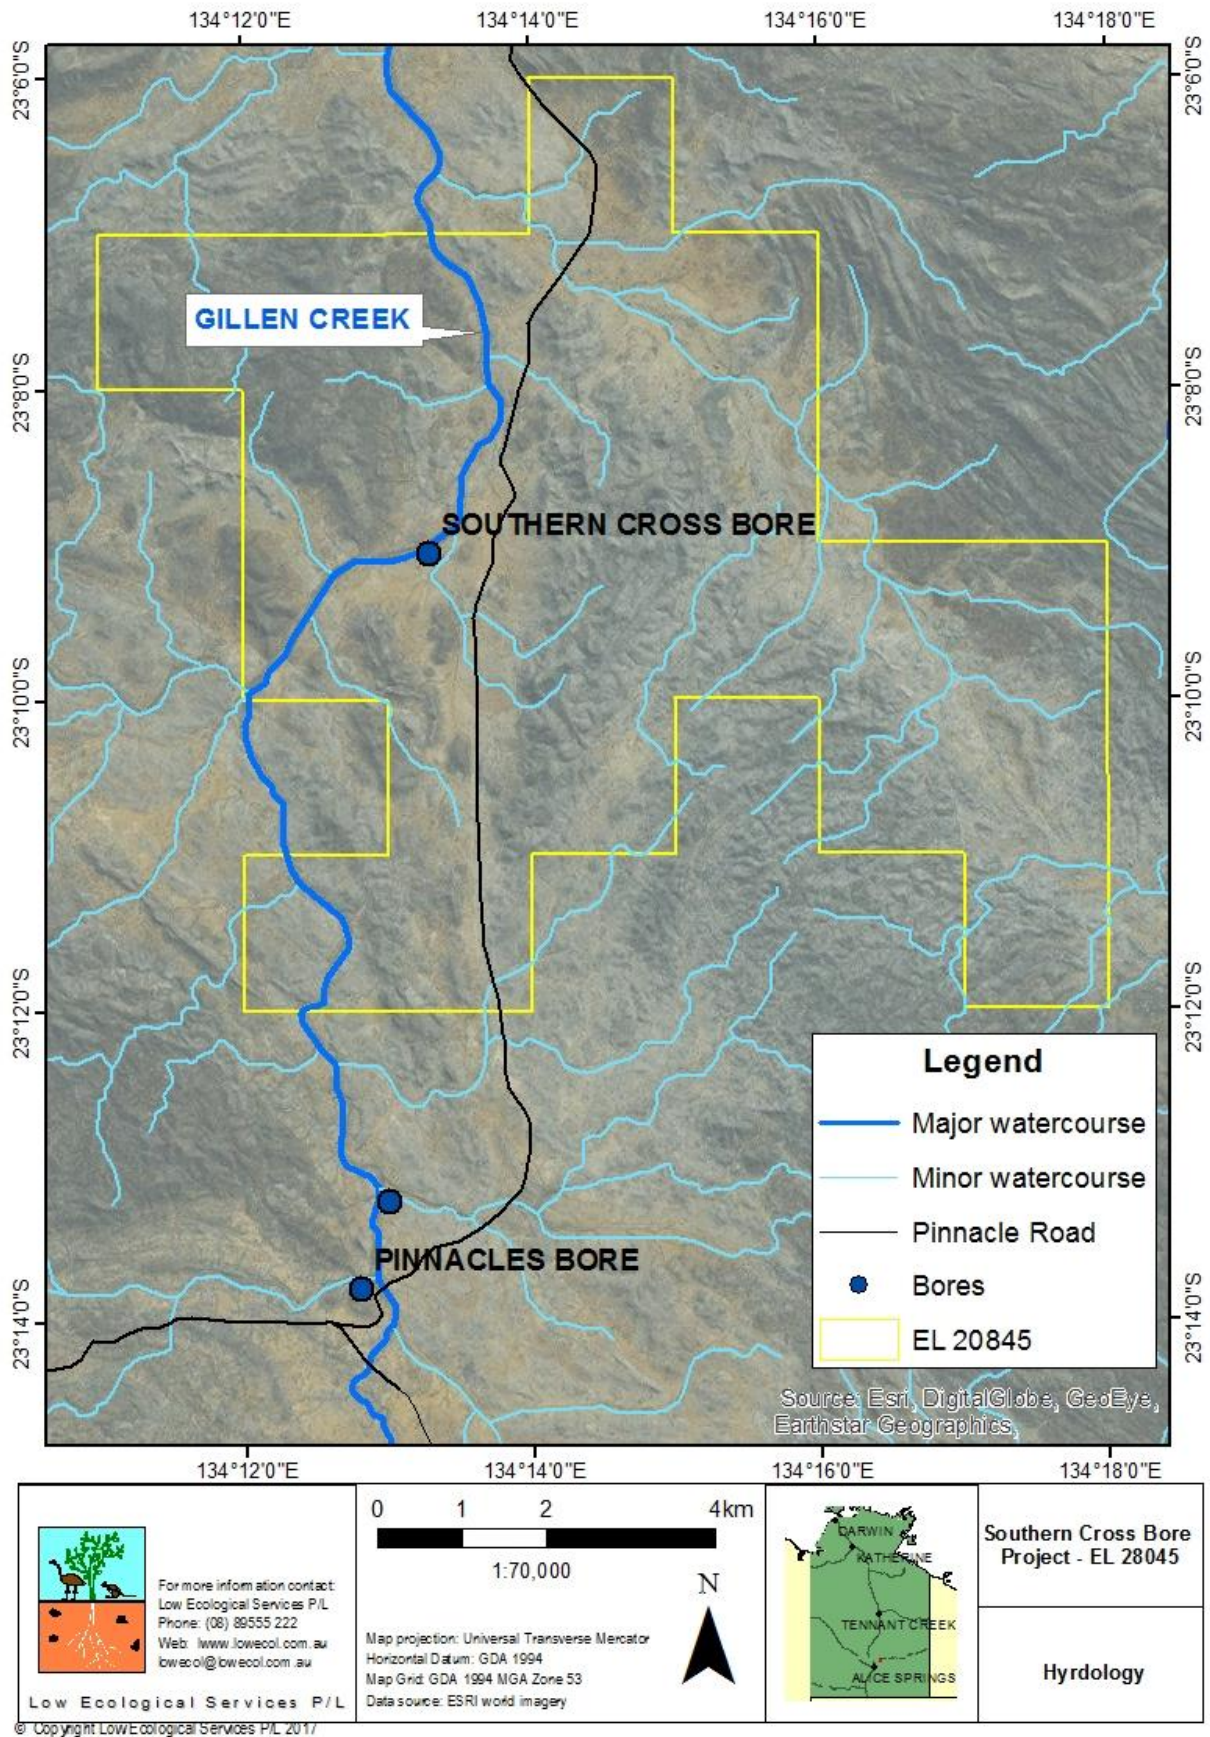 134°12'0"E 134°14'0"E 134°16'0"E 134°18'0"E
23°6'0"S
23°6'0"S
GILLEN CREEK
23°8'0"S
23°8'0"S
SOUTHERN CROSS BORE
23°10'0"S
23°10'0"S
23°12'0"S
23°12'0"S
Legend
Major watercourse
Minor watercourse
Pinnacle Road
Bores
EL 20845
PINNACLES BORE
23°14'0"S
23°14'0"S
Source: Esri, DigitalGlobe, GeoEye,
Earthstar Geographics,
134°12'0"E 134°14'0"E 134°16'0"E 134°18'0"E
For more information contact:
Low Ecological Services P/L
Phone: (08) 89555 222
Web: www.lowecol.com.au
lowecol@lowecol.com.au
Low Ecological Services P/L
© Copyright Low Ecological Services P/L 2017
0 1 2 4km
1:70,000
N
Map projection: Universal Transverse Mercator
Horizontal Datum: GDA 1994
Map Grid: GDA 1994 MGA Zone 53
Data source: ESRI world imagery
DARWIN
KATHERINE
TENNANT CREEK
ALICE SPRINGS
Southern Cross Bore
Project - EL 28045
Hyrdology